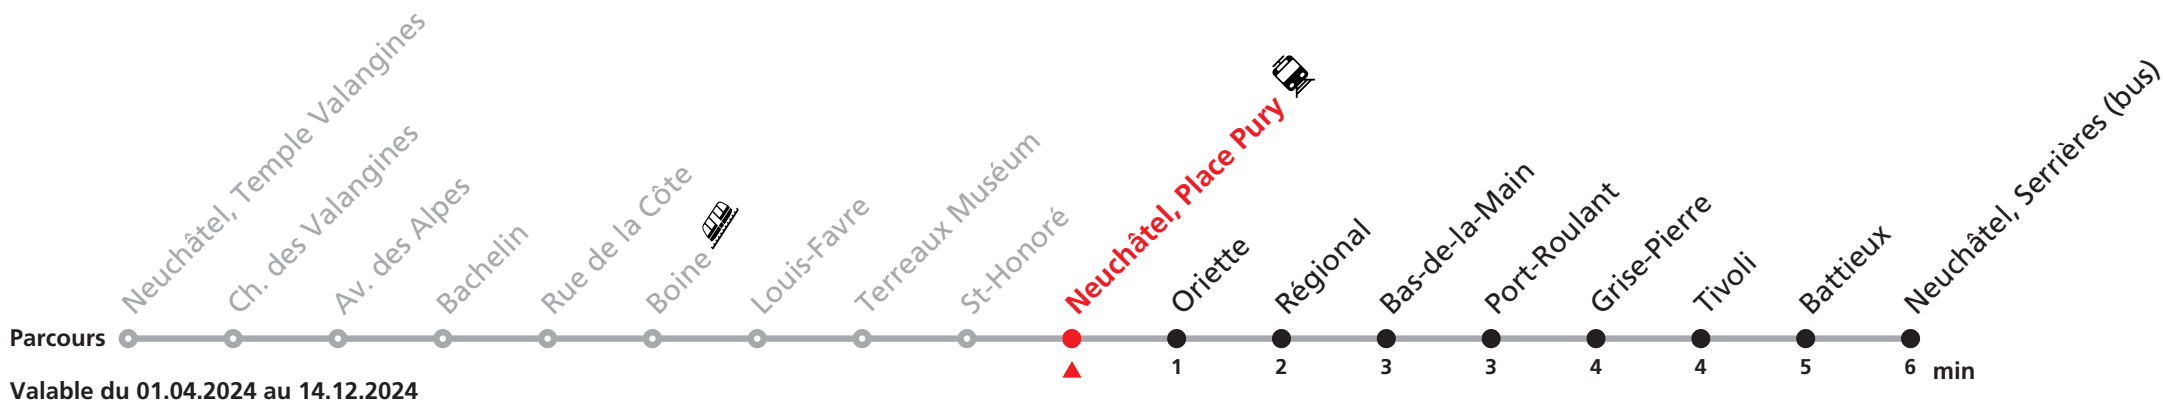 Neuchâtel, Temple Valangines
Ch. des Valangines
Av. des Alpes
Bachelin
Rue de la Côte
Boine
Louis-Favre
Terreaux Muséum
St-Honoré
Neuchâtel, Place Pury
Oriette
Régional
Bas-de-la-Main
Port-Roulant
Grise-Pierre
Tivoli
Battieux
Neuchâtel, Serrières (bus)
Parcours
1 2 3 3 4 4 5 6 min
Valable du 01.04.2024 au 14.12.2024